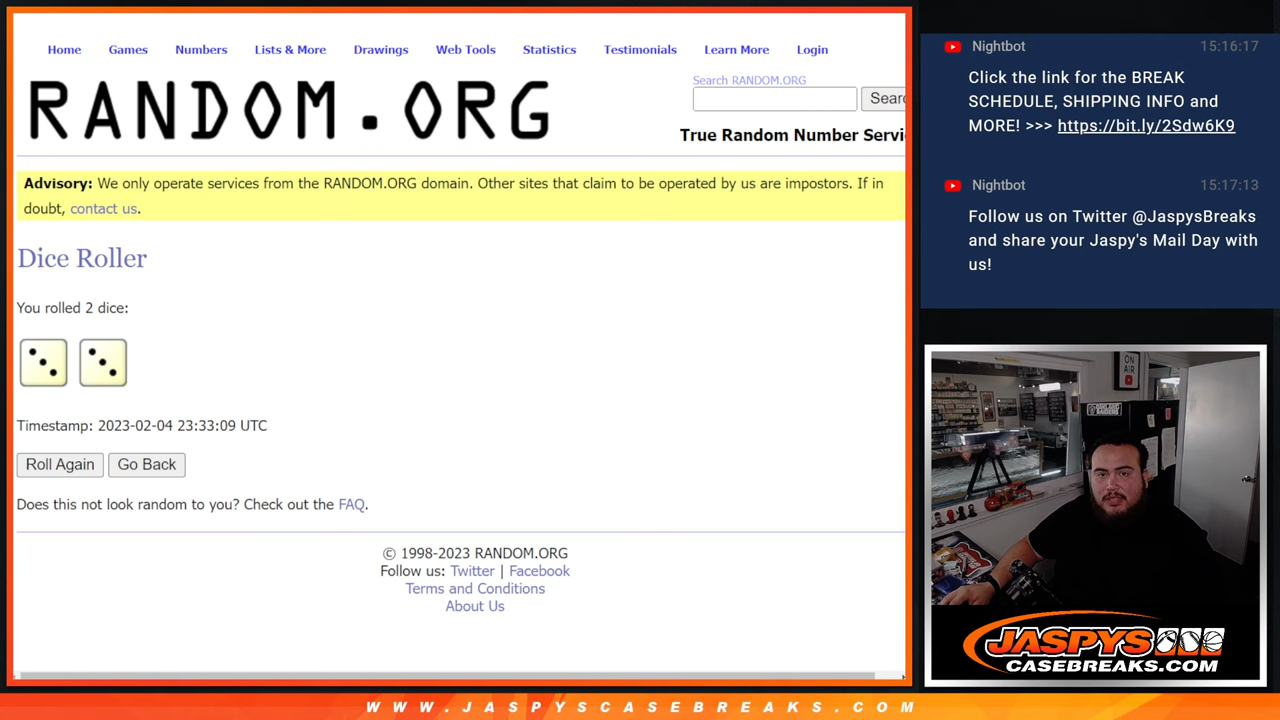 Home Games Numbers Lists & More Drawings Web Tools Statistics Testimonials Learn More Login
RANDOM.ORG
Search RANDOM.ORG
Searc
True Random Number Servi
Advisory: We only operate services from the RANDOM.ORG domain. Other sites that claim to be operated by us are impostors. If in
doubt, contact us.
Dice Roller
You rolled 2 dice:
Timestamp: 2023-02-04 23:33:09 UTC
Roll Again Go Back
Does this not look random to you? Check out the FAQ.
© 1998-2023 RANDOM.ORG
Follow us: Twitter | Facebook
Terms and Conditions
About Us
Nightbot 15:16:17
Click the link for the BREAK
SCHEDULE, SHIPPING INFO and
MORE! >>> https://bit.ly/2Sdw6K9
Nightbot 15:17:13
Follow us on Twitter @JaspysBreaks
and share your Jaspy's Mail Day with
us!
ON
AIR
JASPYS
CASEBREAKS.COM
WWW.JASPYSCASEBREAKS.COM